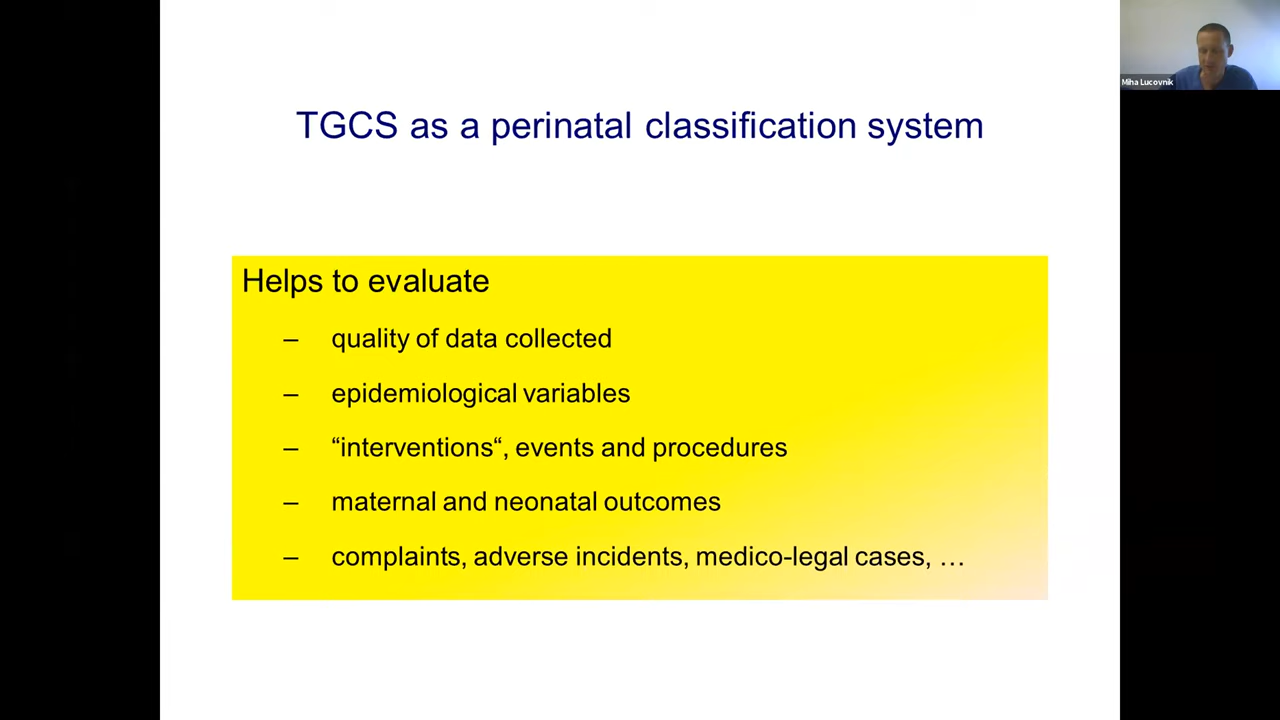 TGCS as a perinatal classification system
Miha Lucovnik
Helps to evaluate
– quality of data collected
– epidemiological variables
– “interventions“, events and procedures
– maternal and neonatal outcomes
– complaints, adverse incidents, medico-legal cases, …